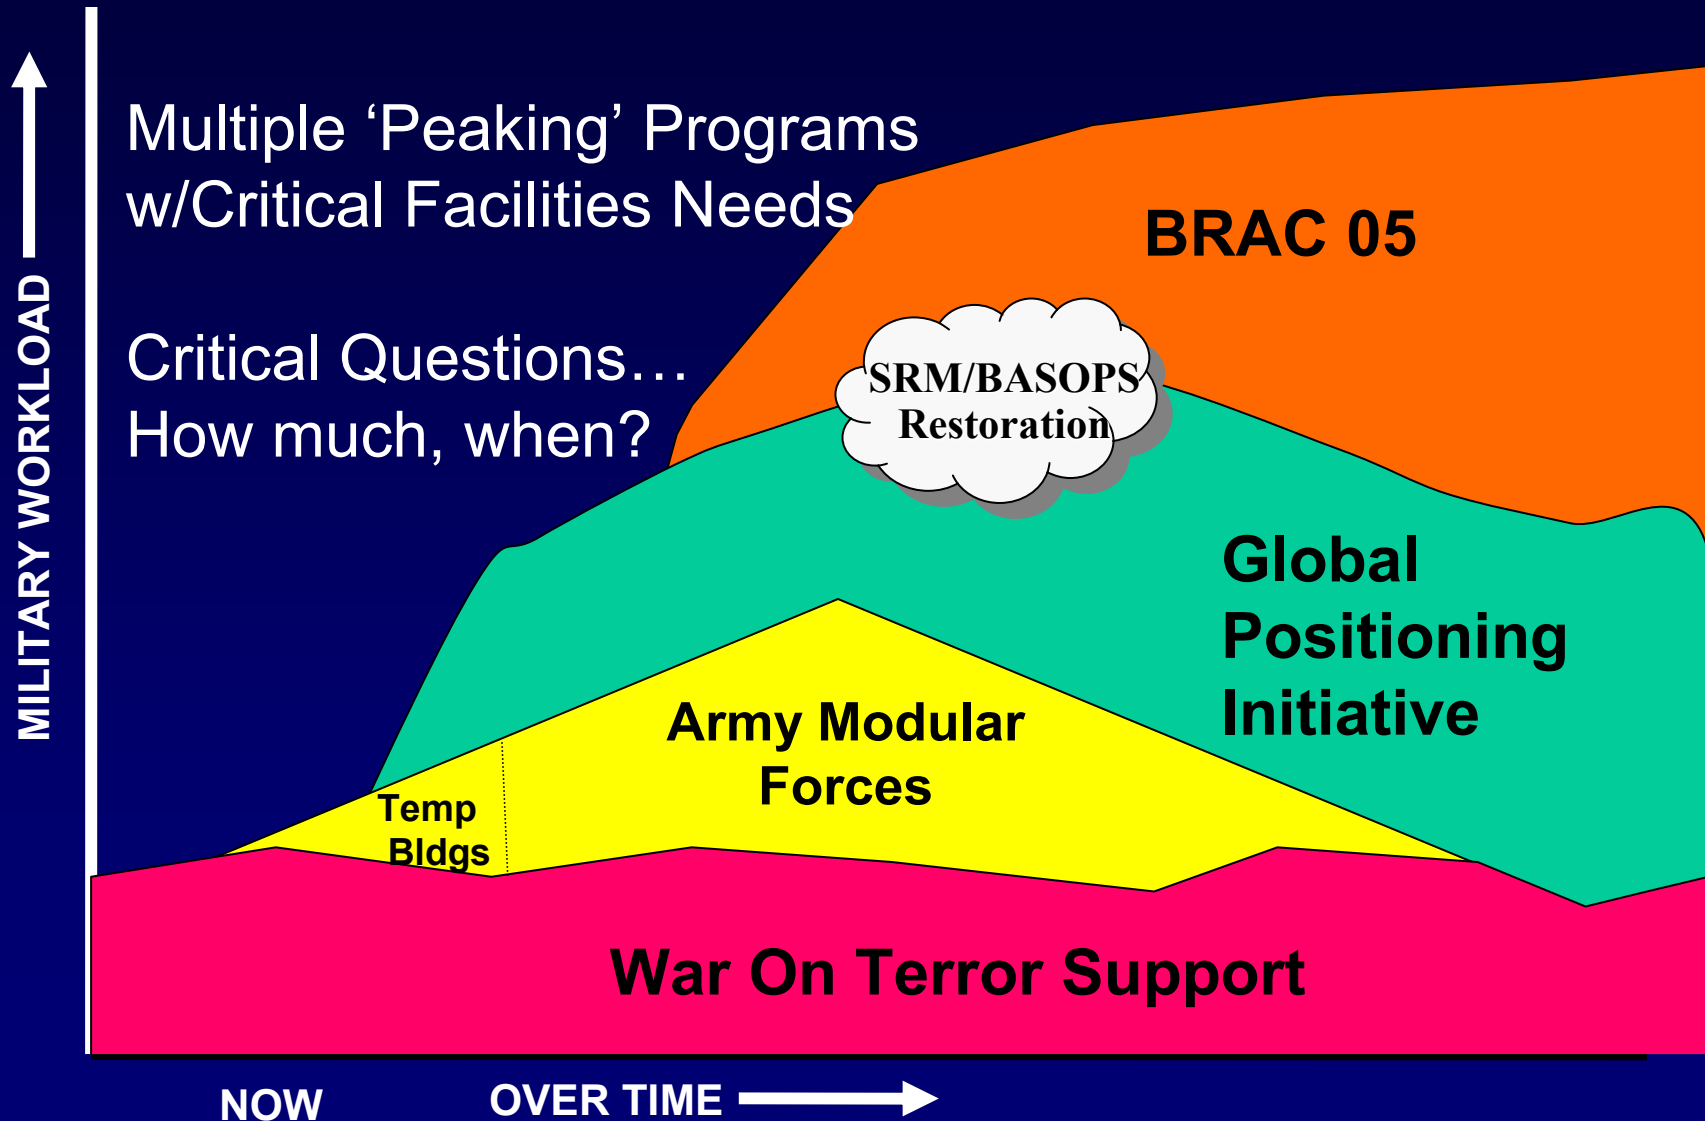 Multiple ‘Peaking’ Programs
w/Critical Facilities Needs
Critical Questions…
How much, when?
MILITARY WORKLOAD
BRAC 05
SRM/BASOPS
Restoration
Global
Positioning
Initiative
Army Modular
Forces
Temp
Bldgs
War On Terror Support
NOW
OVER TIME